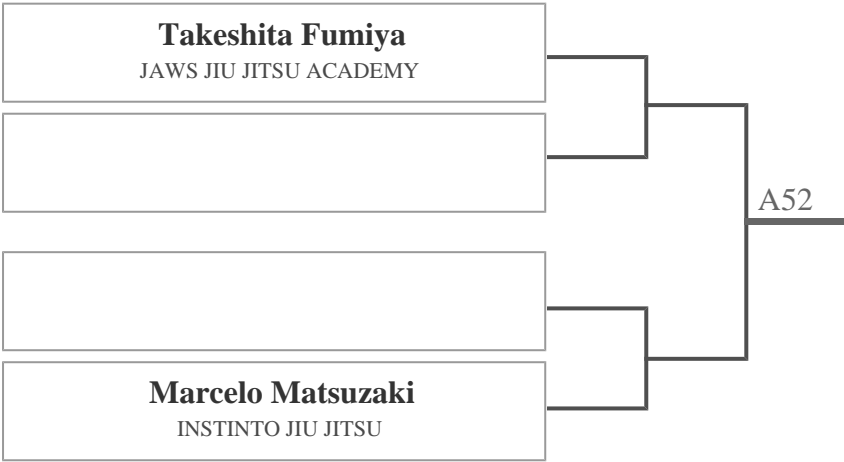 Takeshita Fumiya
JAWS JIU JITSU ACADEMY
A52
Marcelo Matsuzaki
INSTINTO JIU JITSU